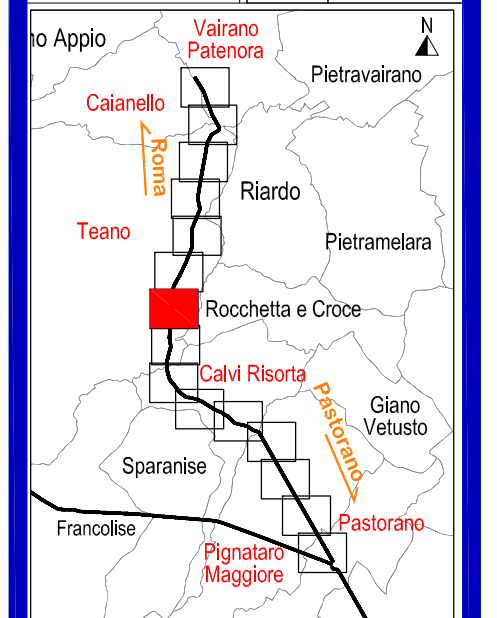 Vairano
Patenora
N
no Appio
Pietravairano
Caianello
Roma
Riardo
Teano
Pietramelara
Rocchetta e Croce
Calvi Risorta
Pastorano
Giano
Vetusto
Sparanise
Francolise
Pastorano
Pignataro
Maggiore